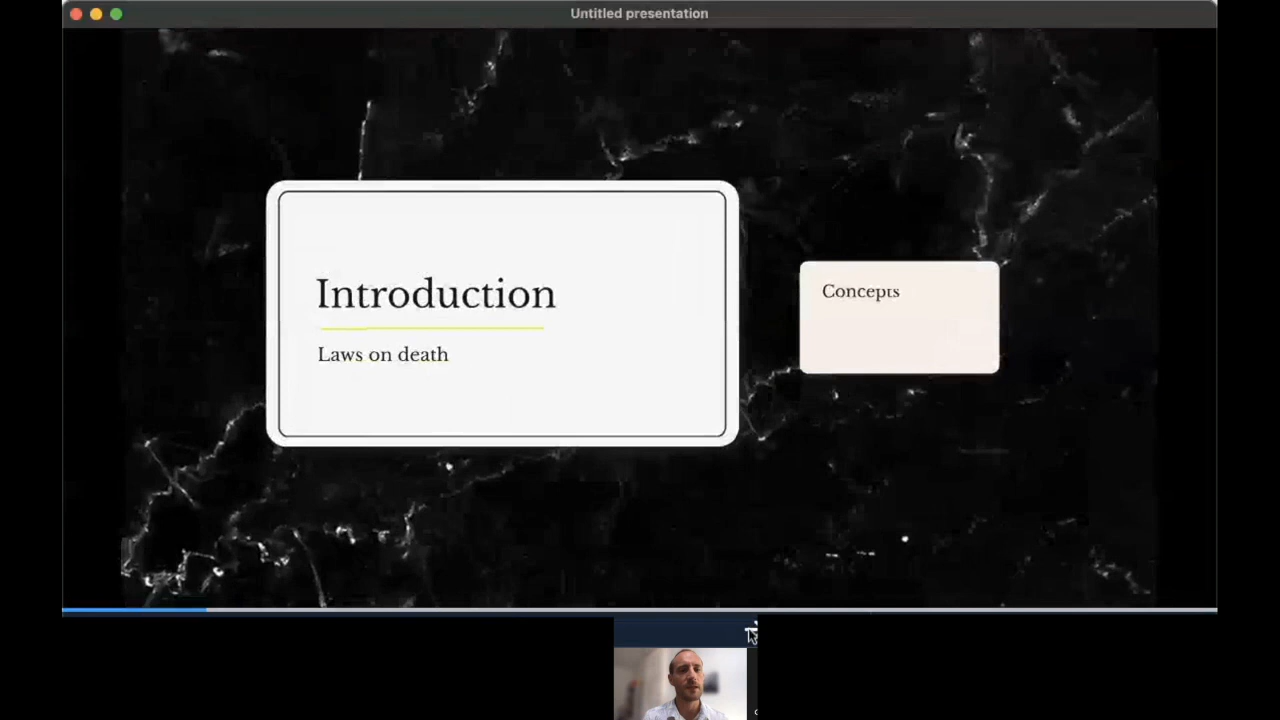 Untitled presentation
Introduction
Laws on death
Concepts